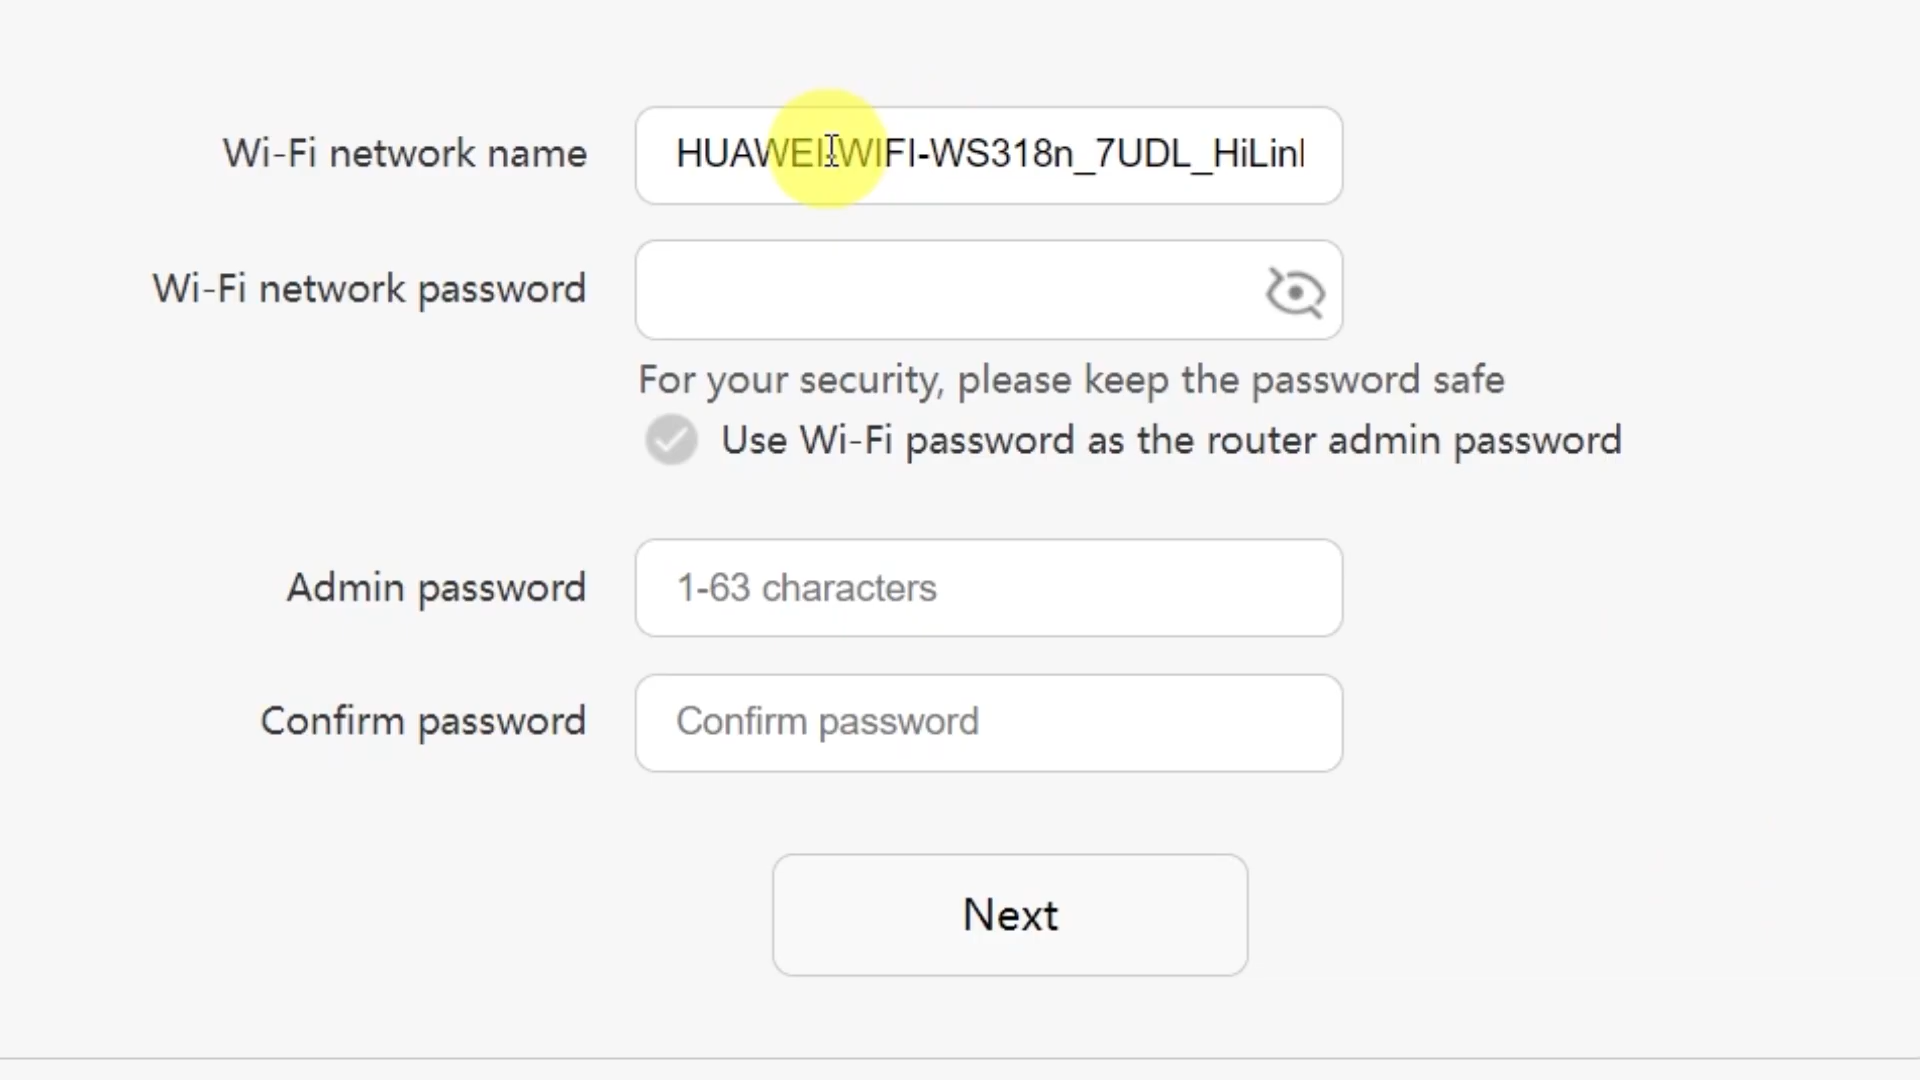 Wi-Fi network name
HUAWEI-WIFI-WS318n_7UDL_HiLin
Wi-Fi network password
For your security, please keep the password safe
Use Wi-Fi password as the router admin password
Admin password
1-63 characters
Confirm password
Confirm password
Next